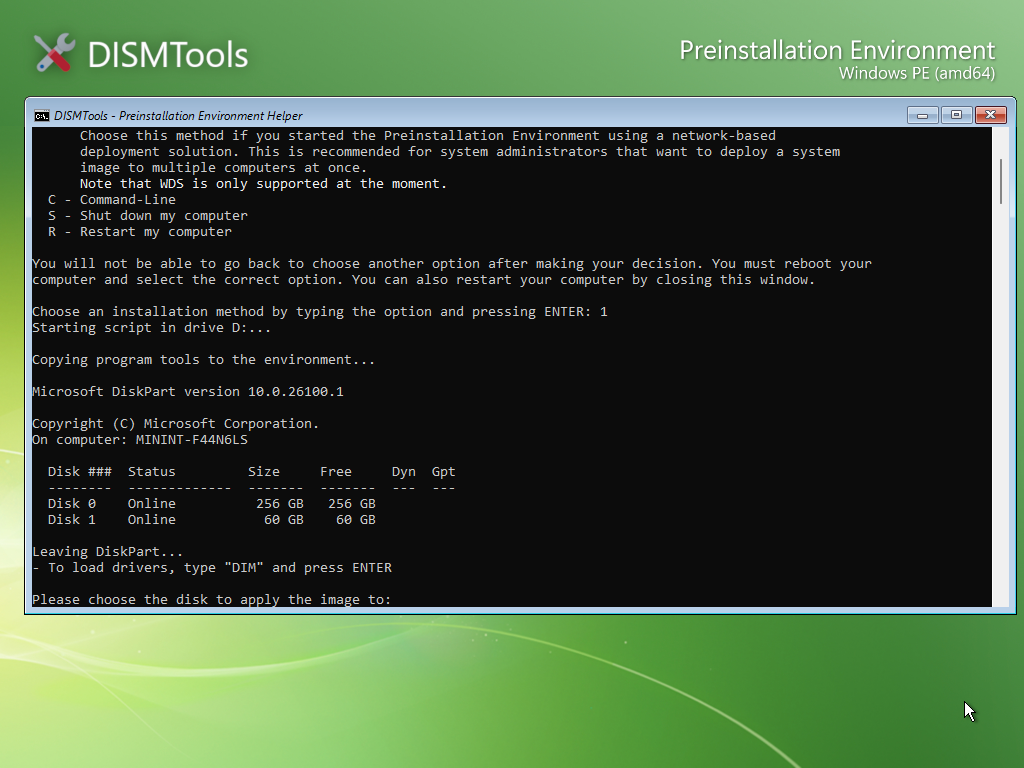 DISMTools
Preinstallation Environment
Windows PE (amd64)
DISMTools - Preinstallation Environment Helper
Choose this method if you started the Preinstallation Environment using a network-based
deployment solution. This is recommended for system administrators that want to deploy a system
image to multiple computers at once.
Note that WDS is only supported at the moment.
C - Command-Line
S - Shut down my computer
R - Restart my computer
You will not be able to go back to choose another option after making your decision. You must reboot your
computer and select the correct option. You can also restart your computer by closing this window.
Choose an installation method by typing the option and pressing ENTER: 1
Starting script in drive D:...
Copying program tools to the environment...
Microsoft DiskPart version 10.0.26100.1
Copyright (C) Microsoft Corporation.
On computer: MININT-F44N6LS
Disk ###  Status         Size     Free     Dyn  Gpt
--------  -------------  -------  -------  ---  ---
Disk 0    Online          256 GB   256 GB
Disk 1    Online           60 GB    60 GB
Leaving DiskPart...
- To load drivers, type "DIM" and press ENTER
Please choose the disk to apply the image to: